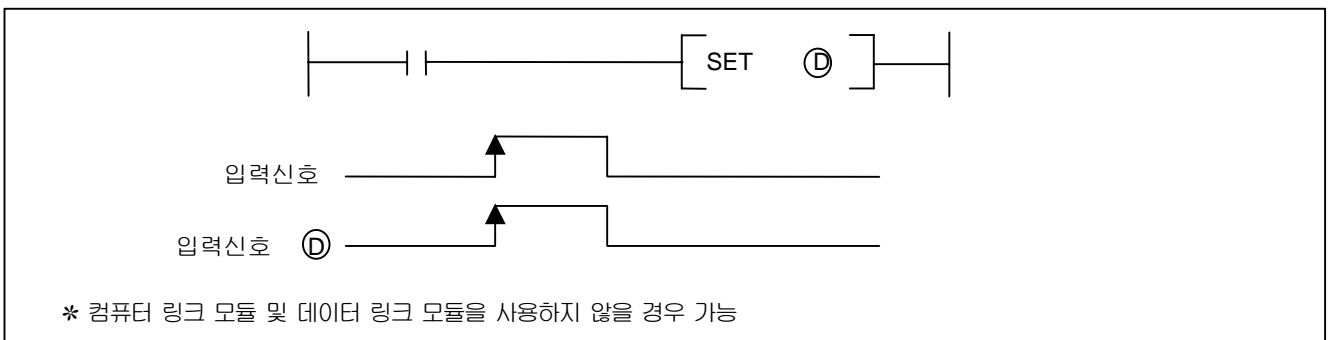 SET Ⓓ
입력신호
입력신호 Ⓓ
* 컴퓨터 링크 모듈 및 데이터 링크 모듈을 사용하지 않을 경우 가능